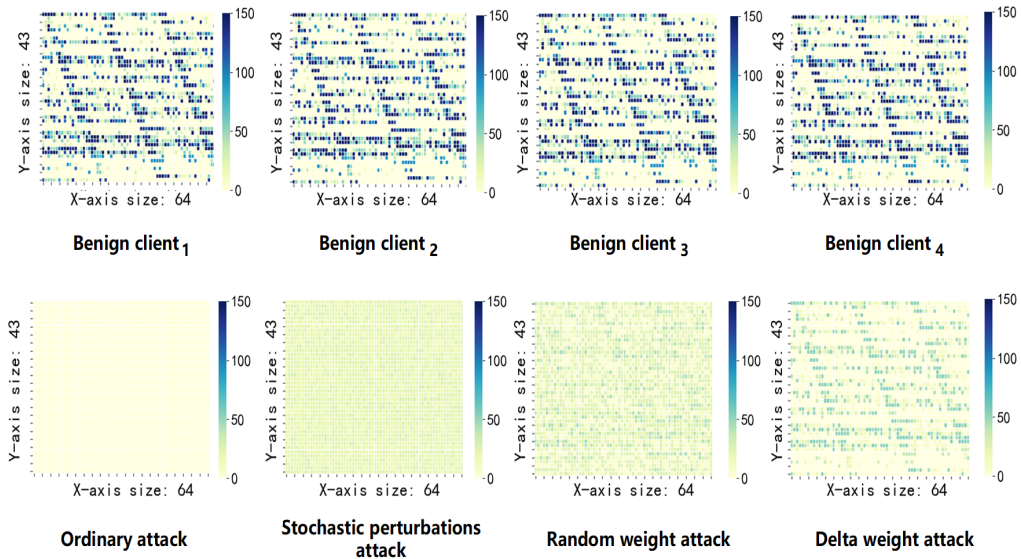 Y-axis size: 43
150
100
50
0
X-axis size: 64
Benign client 1
Y-axis size: 43
150
100
50
0
X-axis size: 64
Benign client 2
Y-axis size: 43
150
100
50
0
X-axis size: 64
Benign client 3
Y-axis size: 43
150
100
50
0
X-axis size: 64
Benign client 4
Y-axis size: 43
150
100
50
0
X-axis size: 64
Ordinary attack
Y-axis size: 43
150
100
50
0
X-axis size: 64
Stochastic perturbations
attack
Y-axis size: 43
150
100
50
0
X-axis size: 64
Random weight attack
Y-axis size: 43
150
100
50
0
X-axis size: 64
Delta weight attack